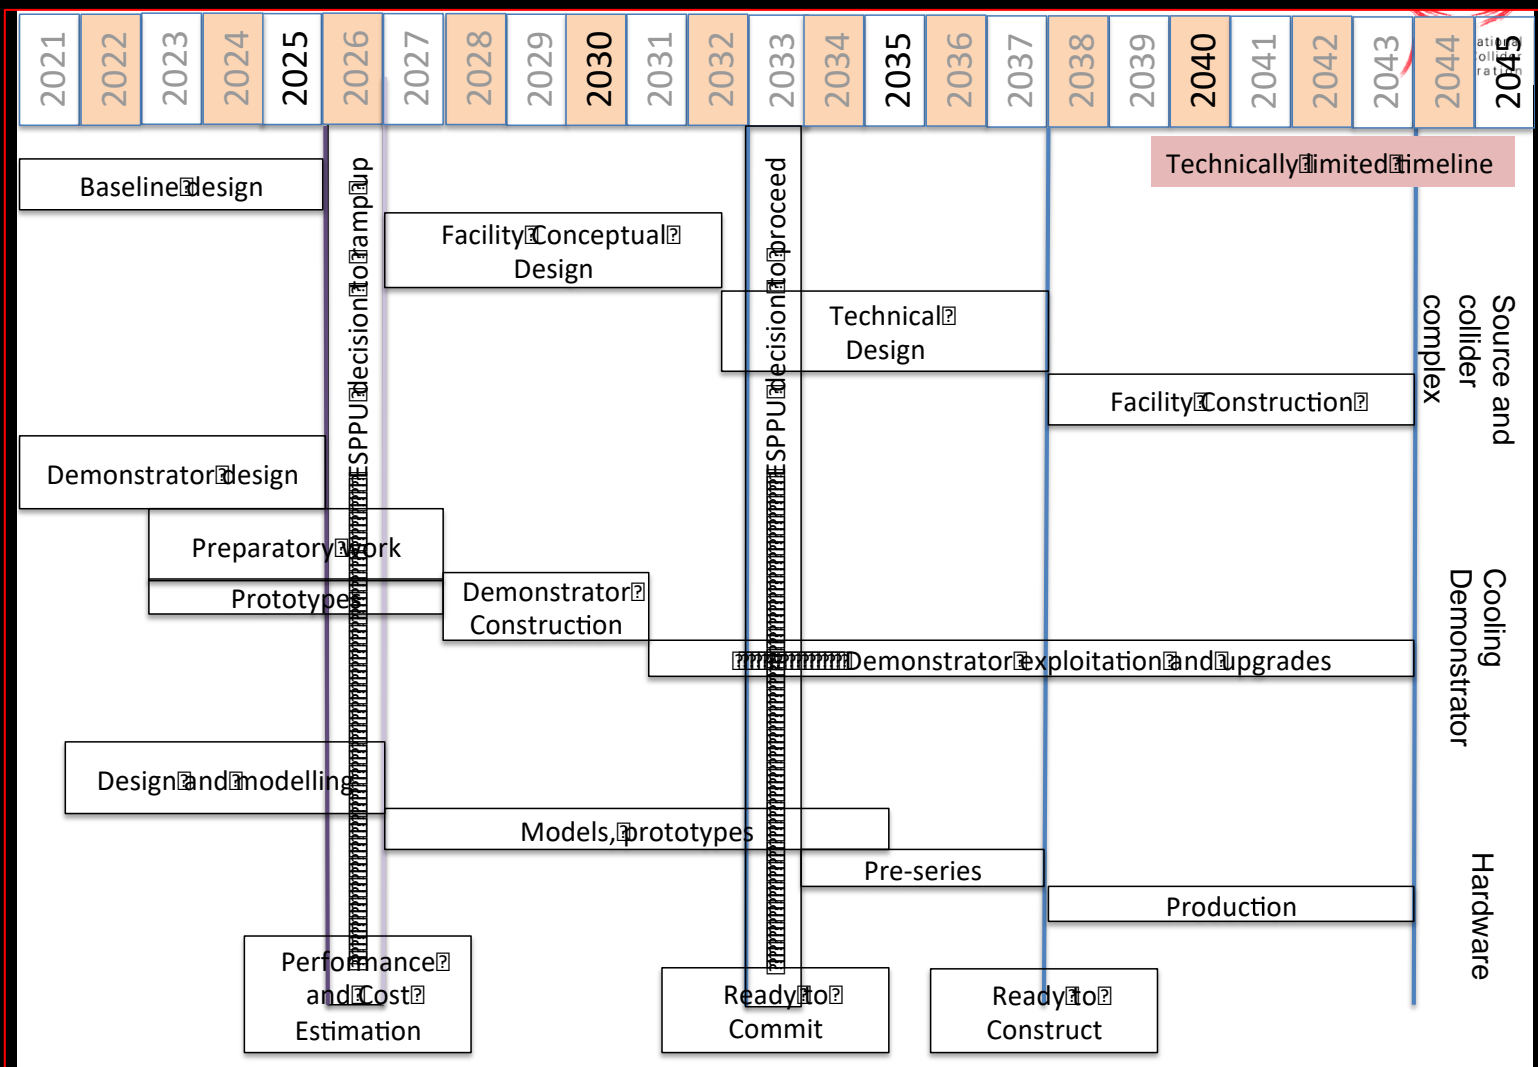 2021
2022
2023
2024
2025
2026
2027
2028
2029
2030
2031
2032
2033
2034
2035
2036
2037
2038
2039
2040
2041
2042
2043
2044
2045
Technically limited timeline
Baseline design
ESPPU decision to ramp up
ESPPU decision to proceed
Facility Conceptual
Design
Technical
Design
Facility Construction
Source and
collider
complex
Demonstrator design
Preparatory work
Prototypes
Demonstrator
Construction
Demonstrator exploitation and upgrades
Cooling
Demonstrator
Design and modelling
Models, prototypes
Pre-series
Production
Hardware
Performance
and Cost
Estimation
Ready to
Commit
Ready to
Construct